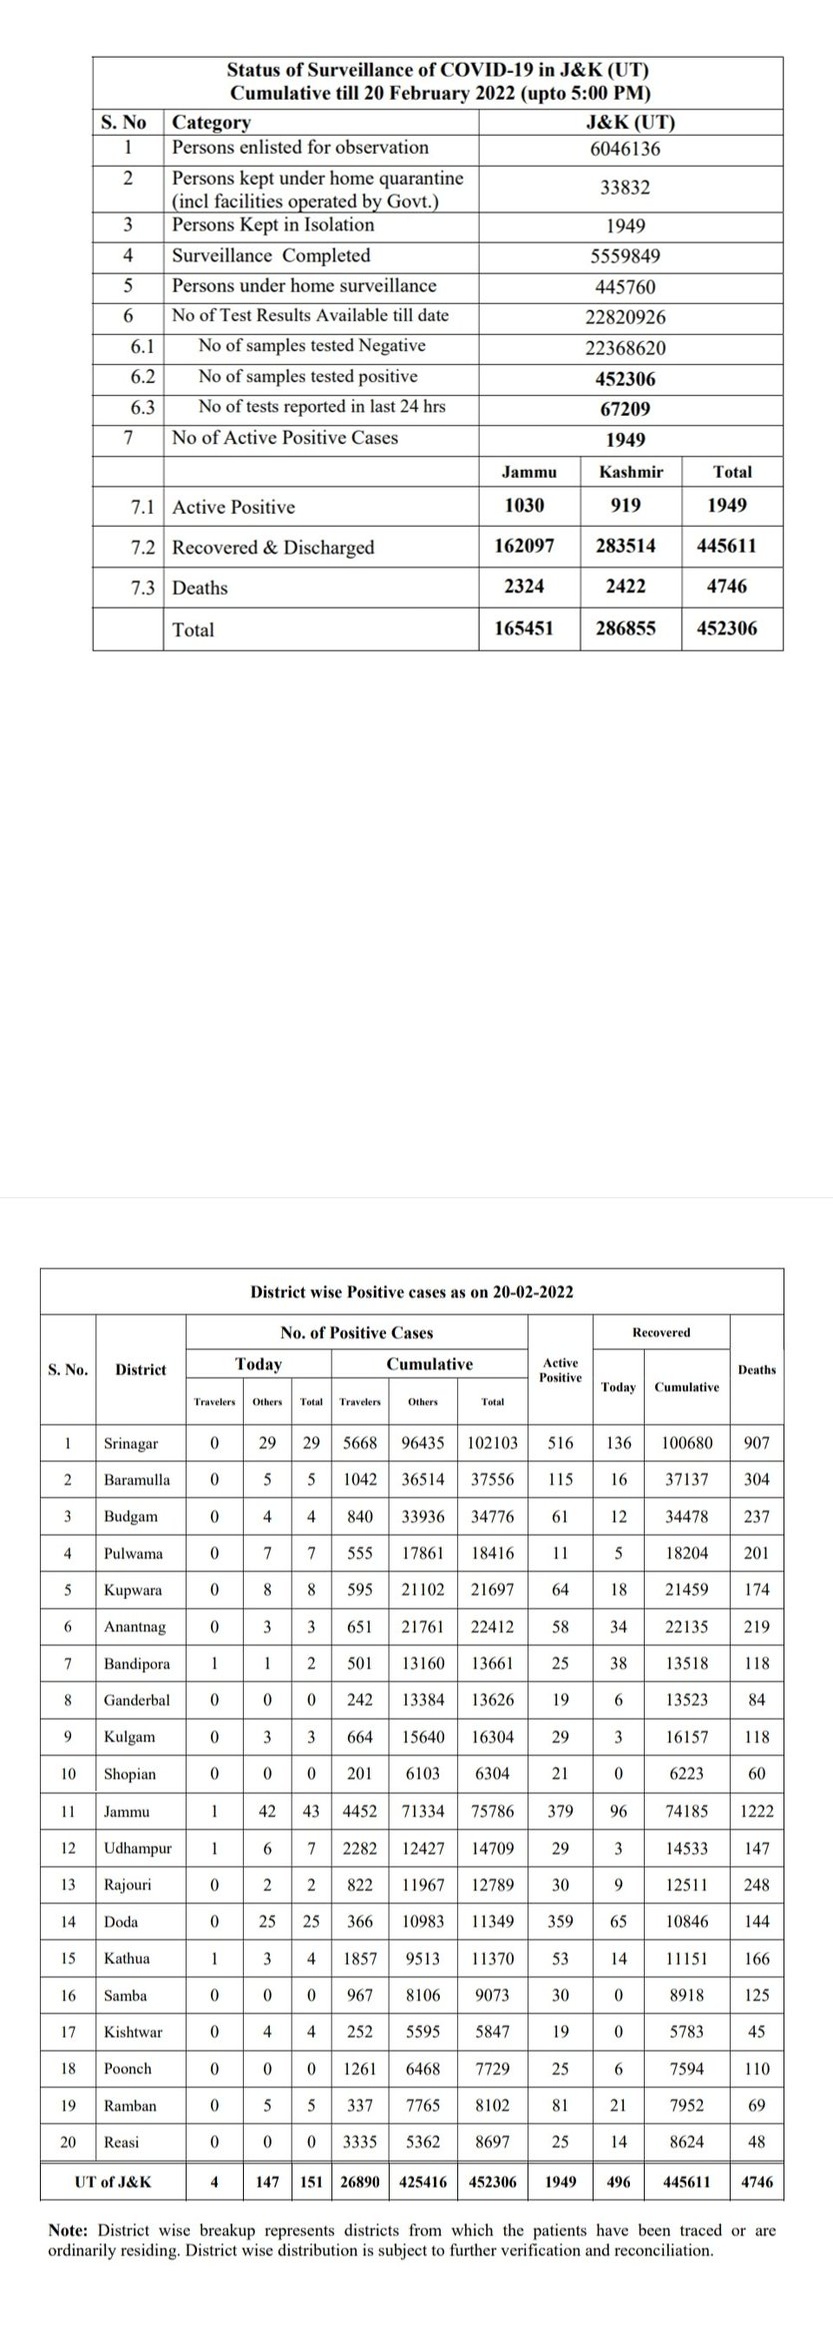 Status of Surveillance of COVID-19 in J&K (UT)
Cumulative till 20 February 2022 (upto 5:00 PM)
S. No Category J&K (UT)
1 Persons enlisted for observation 6046136
2 Persons kept under home quarantine
(incl facilities operated by Govt.) 33832
3 Persons Kept in Isolation 1949
4 Surveillance Completed 5559849
5 Persons under home surveillance 445760
6 No of Test Results Available till date 22820926
6.1 No of samples tested Negative 22368620
6.2 No of samples tested positive 452306
6.3 No of tests reported in last 24 hrs 67209
7 No of Active Positive Cases 1949
Jammu Kashmir Total
7.1 Active Positive 1030 919 1949
7.2 Recovered & Discharged 162097 283514 445611
7.3 Deaths 2324 2422 4746
Total 165451 286855 452306
District wise Positive cases as on 20-02-2022
No. of Positive Cases Recovered
S. No. District Today Cumulative Active
Positive Deaths
Today Cumulative
Travelers Others Total Travelers Others Total
1 Srinagar 0 29 29 5668 96435 102103 516 136 100680 907
2 Baramulla 0 5 5 1042 36514 37556 115 16 37137 304
3 Budgam 0 4 4 840 33936 34776 61 12 34478 237
4 Pulwama 0 7 7 555 17861 18416 11 5 18204 201
5 Kupwara 0 8 8 595 21102 21697 64 18 21459 174
6 Anantnag 0 3 3 651 21761 22412 58 34 22135 219
7 Bandipora 1 1 2 501 13160 13661 25 38 13518 118
8 Ganderbal 0 0 0 242 13384 13626 19 6 13523 84
9 Kulgam 0 3 3 664 15640 16304 29 3 16157 118
10 Shopian 0 0 0 201 6103 6304 21 0 6223 60
11 Jammu 1 42 43 4452 71334 75786 379 96 74185 1222
12 Udhampur 1 6 7 2282 12427 14709 29 3 14533 147
13 Rajouri 0 2 2 822 11967 12789 30 9 12511 248
14 Doda 0 25 25 366 10983 11349 359 65 10846 144
15 Kathua 1 3 4 1857 9513 11370 53 14 11151 166
16 Samba 0 0 0 967 8106 9073 30 0 8918 125
17 Kishtwar 0 4 4 252 5595 5847 19 0 5783 45
18 Poonch 0 0 0 1261 6468 7729 25 6 7594 110
19 Ramban 0 5 5 337 7765 8102 81 21 7952 69
20 Reasi 0 0 0 3335 5362 8697 25 14 8624 48
UT of J&K 4 147 151 26890 425416 452306 1949 496 445611 4746
Note: District wise breakup represents districts from which the patients have been traced or are
ordinarily residing. District wise distribution is subject to further verification and reconciliation.